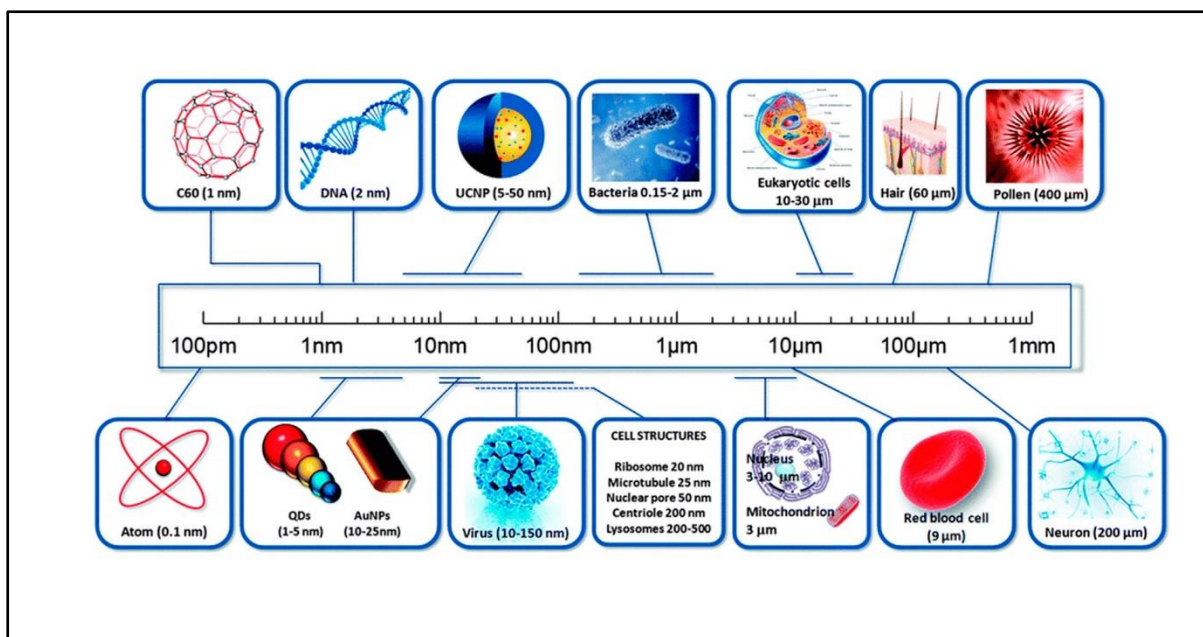 C60 (1 nm)
DNA (2 nm)
UCNP (5-50 nm)
Bacteria 0.15-2 µm
Eukaryotic cells
10-30 µm
Hair (60 µm)
Pollen (400 µm)
100pm
1nm
10nm
100nm
1µm
10µm
100µm
1mm
Atom (0.1 nm)
QDs
(1-5 nm)
AuNPs
(10-25nm)
Virus (10-150 nm)
CELL STRUCTURES
Ribosome 20 nm
Microtubule 25 nm
Nuclear pore 50 nm
Centriole 200 nm
Lysosomes 200-500
Nucleus
3-10 µm
Mitochondrion
3 µm
Red blood cell
(9 µm)
Neuron (200 µm)